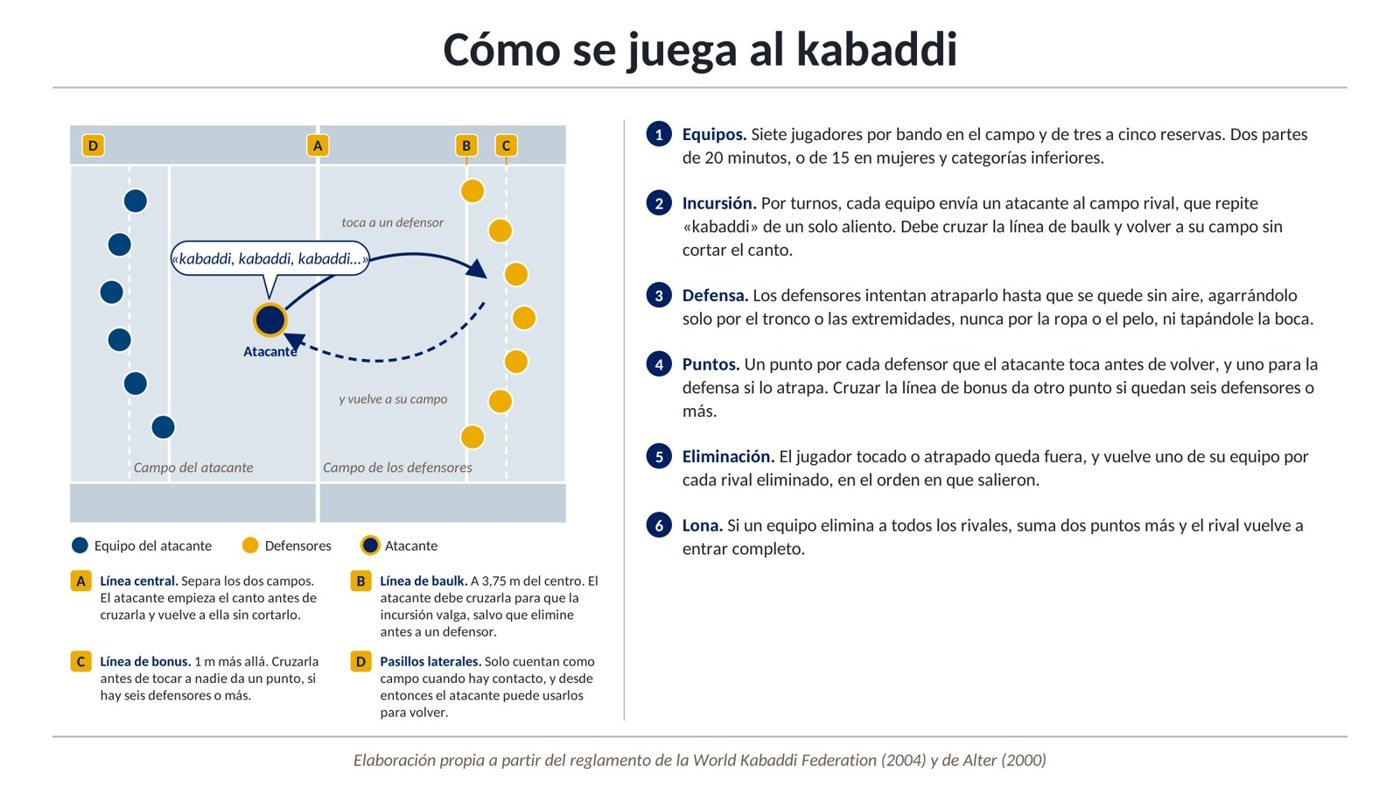 Cómo se juega al kabaddi
D
A
B
C
toca a un defensor
«kabaddi, kabaddi, kabaddi...»
Atacante
y vuelve a su campo
Campo del atacante
Campo de los defensores
Equipo del atacante
Defensores
Atacante
A
Línea central. Separa los dos campos.
El atacante empieza el canto antes de
cruzarla y vuelve a ella sin cortarlo.
B
Línea de baulk. A 3,75 m del centro. El
atacante debe cruzarla para que la
incursión valga, salvo que elimine
antes a un defensor.
C
Línea de bonus. 1 m más allá. Cruzarla
antes de tocar a nadie da un punto, si
hay seis defensores o más.
D
Pasillos laterales. Solo cuentan como
campo cuando hay contacto, y desde
entonces el atacante puede usarlos
para volver.
1
Equipos. Siete jugadores por bando en el campo y de tres a cinco reservas. Dos partes
de 20 minutos, o de 15 en mujeres y categorías inferiores.
2
Incursión. Por turnos, cada equipo envía un atacante al campo rival, que repite
«kabaddi» de un solo aliento. Debe cruzar la línea de baulk y volver a su campo sin
cortar el canto.
3
Defensa. Los defensores intentan atraparlo hasta que se quede sin aire, agarrándolo
solo por el tronco o las extremidades, nunca por la ropa o el pelo, ni tapándole la boca.
4
Puntos. Un punto por cada defensor que el atacante toca antes de volver, y uno para la
defensa si lo atrapa. Cruzar la línea de bonus da otro punto si quedan seis defensores o
más.
5
Eliminación. El jugador tocado o atrapado queda fuera, y vuelve uno de su equipo por
cada rival eliminado, en el orden en que salieron.
6
Lona. Si un equipo elimina a todos los rivales, suma dos puntos más y el rival vuelve a
entrar completo.
Elaboración propia a partir del reglamento de la World Kabaddi Federation (2004) y de Alter (2000)